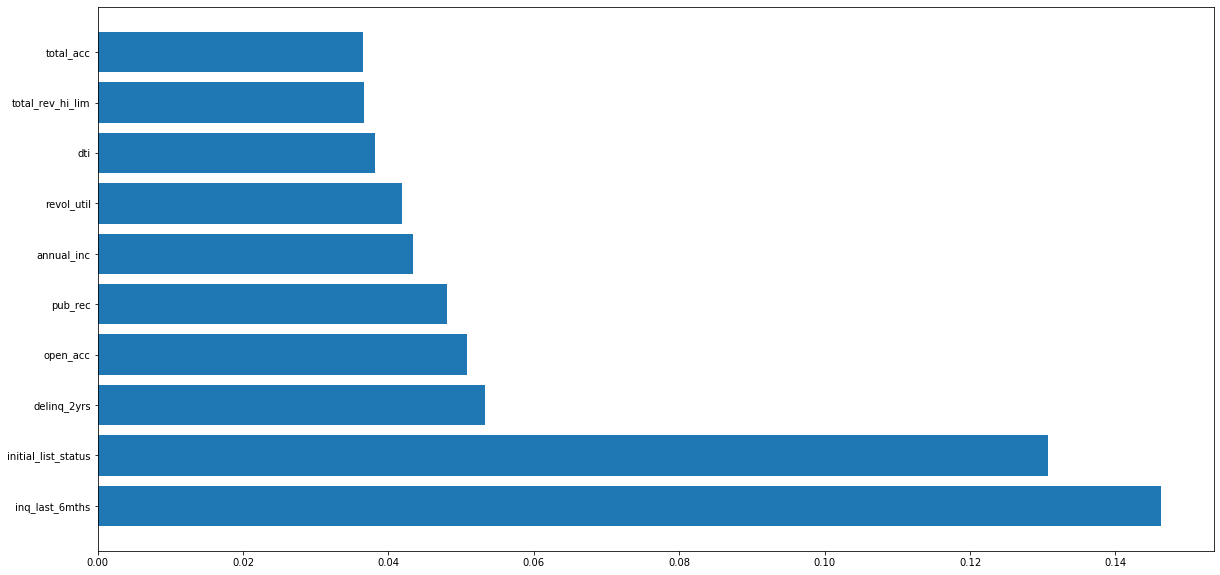 total_acc
total_rev_hi_lim
dti
revol_util
annual_inc
pub_rec
open_acc
delinq_2yrs
initial_list_status
inq_last_6mths
0.00 0.02 0.04 0.06 0.08 0.10 0.12 0.14